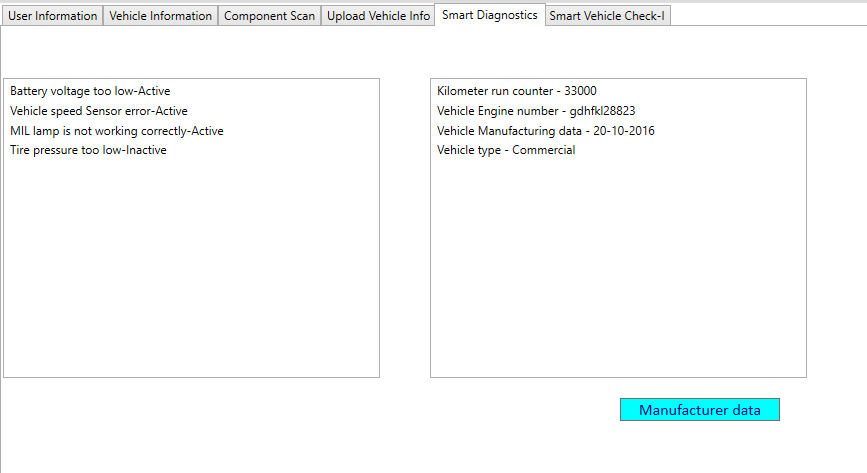 User Information Vehicle Information Component Scan Upload Vehicle Info Smart Diagnostics Smart Vehicle Check-I
Battery voltage too low-Active
Vehicle speed Sensor error-Active
MIL lamp is not working correctly-Active
Tire pressure too low-Inactive
Kilometer run counter - 33000
Vehicle Engine number - gdhfkl28823
Vehicle Manufacturing data - 20-10-2016
Vehicle type - Commercial
Manufacturer data